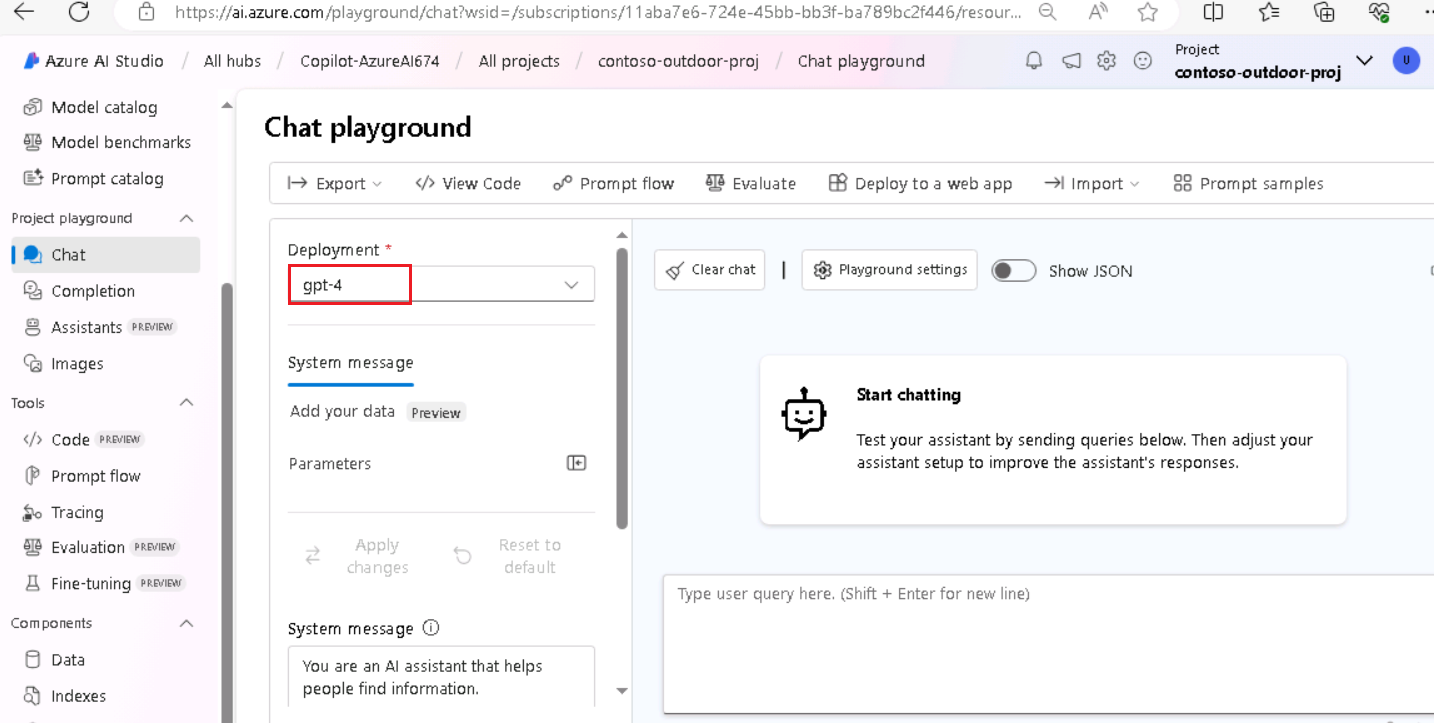 https://ai.azure.com/playground/chat?wsid=/subscriptions/11aba7e6-724e-45bb-bb3f-ba789bc2f446/resour...
Azure AI Studio / All hubs / Copilot-AzureAI674 / All projects / contoso-outdoor-proj / Chat playground
Project
contoso-outdoor-proj
U
Model catalog
Model benchmarks
Prompt catalog
Project playground
Chat
Completion
Assistants PREVIEW
Images
Tools
Code PREVIEW
Prompt flow
Tracing
Evaluation PREVIEW
Fine-tuning PREVIEW
Components
Data
Indexes
Chat playground
Export View Code Prompt flow Evaluate Deploy to a web app Import Prompt samples
Deployment *
gpt-4
System message
Add your data Preview
Parameters
Apply changes
Reset to default
System message
You are an AI assistant that helps
people find information.
Clear chat | Playground settings Show JSON
Start chatting
Test your assistant by sending queries below. Then adjust your
assistant setup to improve the assistant's responses.
Type user query here. (Shift + Enter for new line)